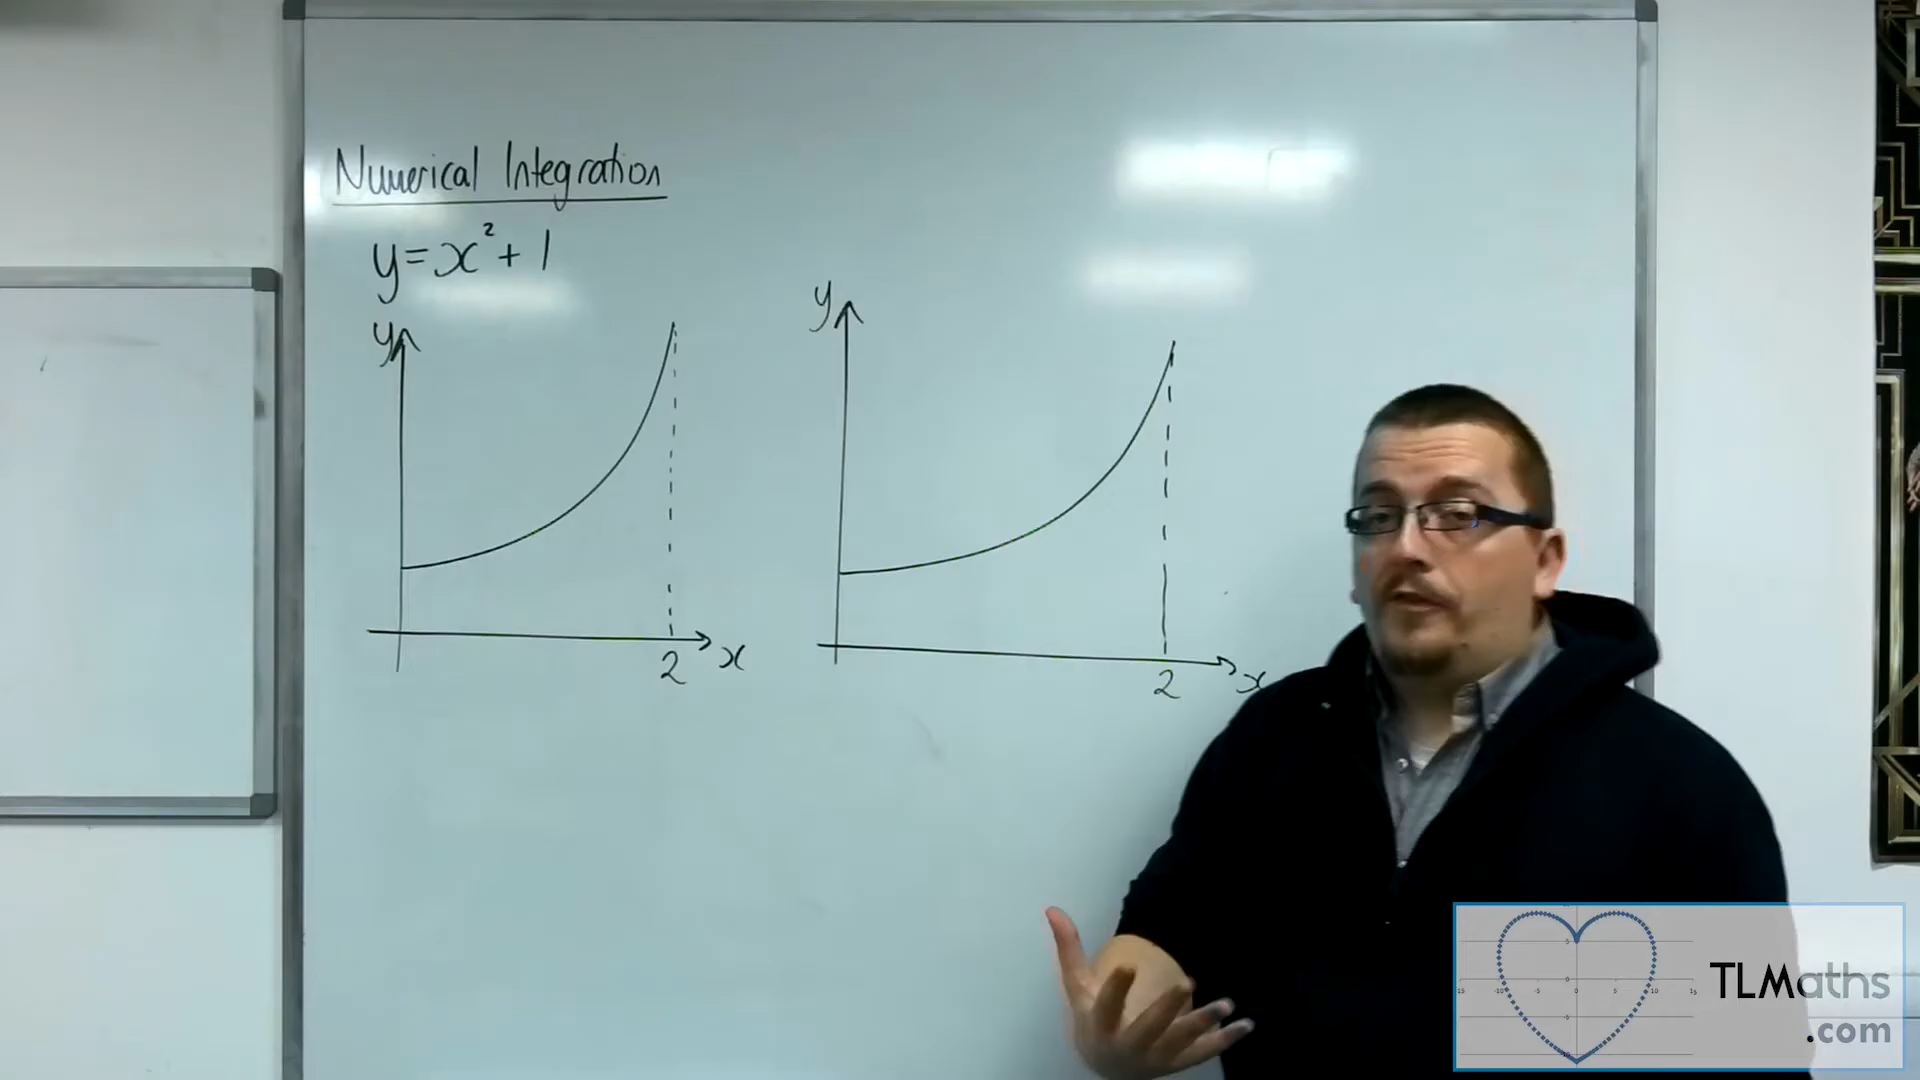 Numerical Integration
y=x²+1
y
2
x
y
2
x
TLMaths
.com